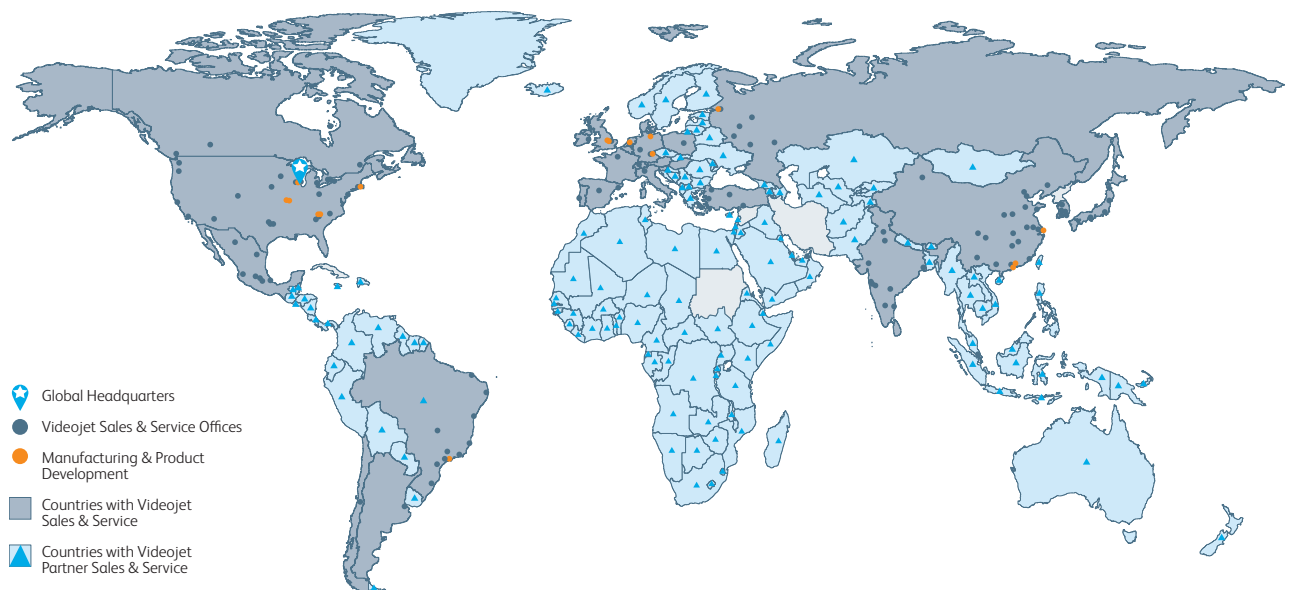 Global Headquarters
Videojet Sales & Service Offices
Manufacturing & Product
Development
Countries with Videojet
Sales & Service
Countries with Videojet
Partner Sales & Service